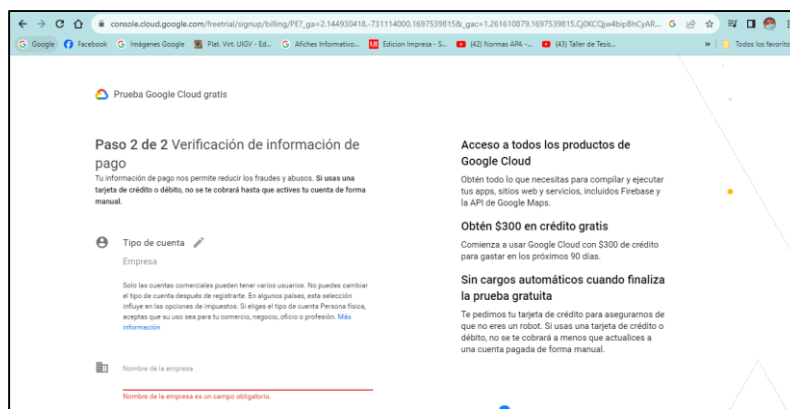 console.cloud.google.com/freetrial/signup/billing/PE?_ga=2.144930418.-731114000.1697539815&_gac=1.261610879.1697539815.Cj0KCQjw4bipBhCyAR...
Google Facebook Imágenes Google Plat. Virt. UIGV - Ed... Afiches Informativo... Edicion Impresa - S... (42) Normas APA -... (43) Taller de Tesis... » Todos los favorito
Prueba Google Cloud gratis
Paso 2 de 2 Verificación de información de
pago
Tu información de pago nos permite reducir los fraudes y abusos. Si usas una
tarjeta de crédito o débito, no se te cobrará hasta que actives tu cuenta de forma
manual.
Tipo de cuenta
Empresa
Solo las cuentas comerciales pueden tener varios usuarios. No puedes cambiar
el tipo de cuenta después de registrarte. En algunos países, esta selección
influye en las opciones de impuestos. Si eliges el tipo de cuenta Persona física,
aceptas que su uso sea para tu comercio, negocio, oficio o profesión. Más
información
Nombre de la empresa
Nombre de la empresa es un campo obligatorio.
Acceso a todos los productos de
Google Cloud
Obtén todo lo que necesitas para compilar y ejecutar
tus apps, sitios web y servicios, incluidos Firebase y
la API de Google Maps.
Obtén $300 en crédito gratis
Comienza a usar Google Cloud con $300 de crédito
para gastar en los próximos 90 días.
Sin cargos automáticos cuando finaliza
la prueba gratuita
Te pedimos tu tarjeta de crédito para asegurarnos de
que no eres un robot. Si usas una tarjeta de crédito o
débito, no se te cobrará a menos que actualices a
una cuenta pagada de forma manual.